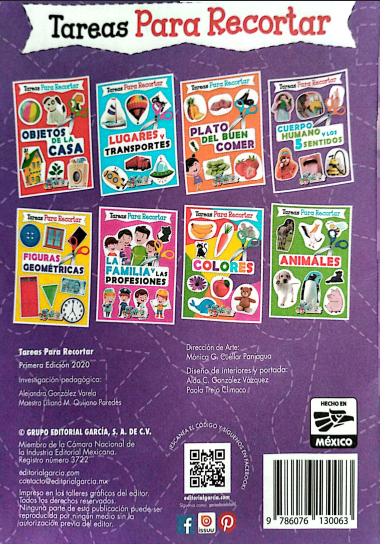 Tareas Para Recortar
Tareas Para Recortar
OBJETOS
DE LA
CASA
Tareas Para Recortar
LUGARES Y
TRANSPORTES
Tareas Para Recortar
PLATO
DEL BUEN
COMER
Tareas Para Recortar
CUERPO
HUMANO Y LOS
5 SENTIDOS
Tareas Para Recortar
FIGURAS
GEOMÉTRICAS
Tareas Para Recortar
LA
FAMILIA Y LAS
PROFESIONES
Tareas Para Recortar
COLORES
Tareas Para Recortar
ANIMALES
Tareas Para Recortar
Primera Edición 2020
Investigación pedagógica:
Alejandra González Varela
Maestra Liliana M. Quijano Paredes
Dirección de Arte:
Mónica G. Cuéllar Paniagua
Diseño de interiores y portada:
Alda C. González Vázquez
Paola Trejo Climaco
© GRUPO EDITORIAL GARCÍA, S. A. DE C.V.
Miembro de la Cámara Nacional de
la Industria Editorial Mexicana.
Registro número 3722
editorialgarcia.com
contacto@editorialgarcia.mx
Impreso en los talleres gráficos del editor.
Todos los derechos reservados.
Ninguna parte de esta publicación puede ser
reproducida por ningún medio sin la
autorización previa del editor.
¡ESCANEA EL CÓDIGO Y SÍGUENOS EN FACEBOOK!
editorialgarcia.com
Síguenos como:
issuu
HECHO EN
MÉXICO
9 786076 130063